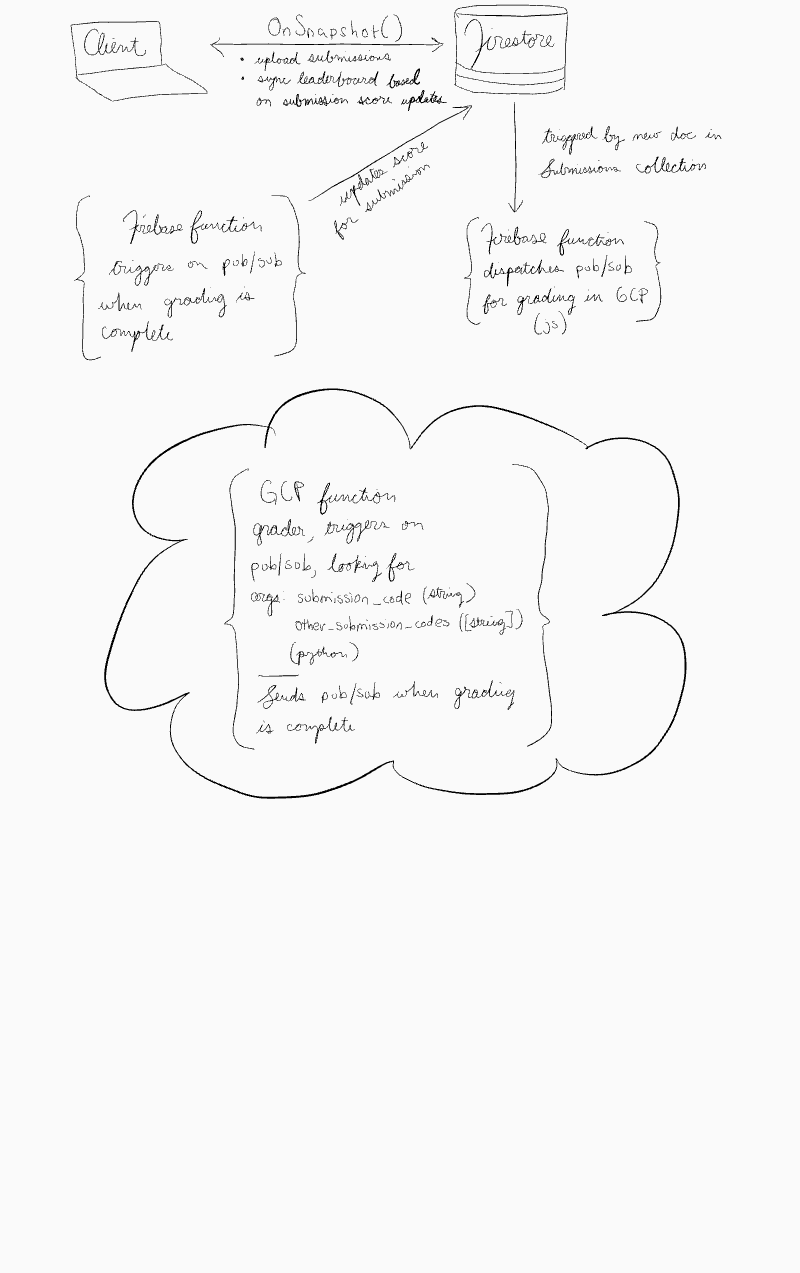 OnSnapshot()
Client
Firestore
• upload submissions
• sync leaderboard based
on submission score updates
triggered by new doc in
Submissions collection
updates score
for submission
Firebase function
triggers on pub/sub
when grading is
complete
Firebase function
dispatches pub/sub
for grading in GCP
(js)
GCP function
grader, triggers on
pub/sub, looking for
args: submission_code (string)
other_submission_codes ([string])
(python)
Sends pub/sub when grading
is complete